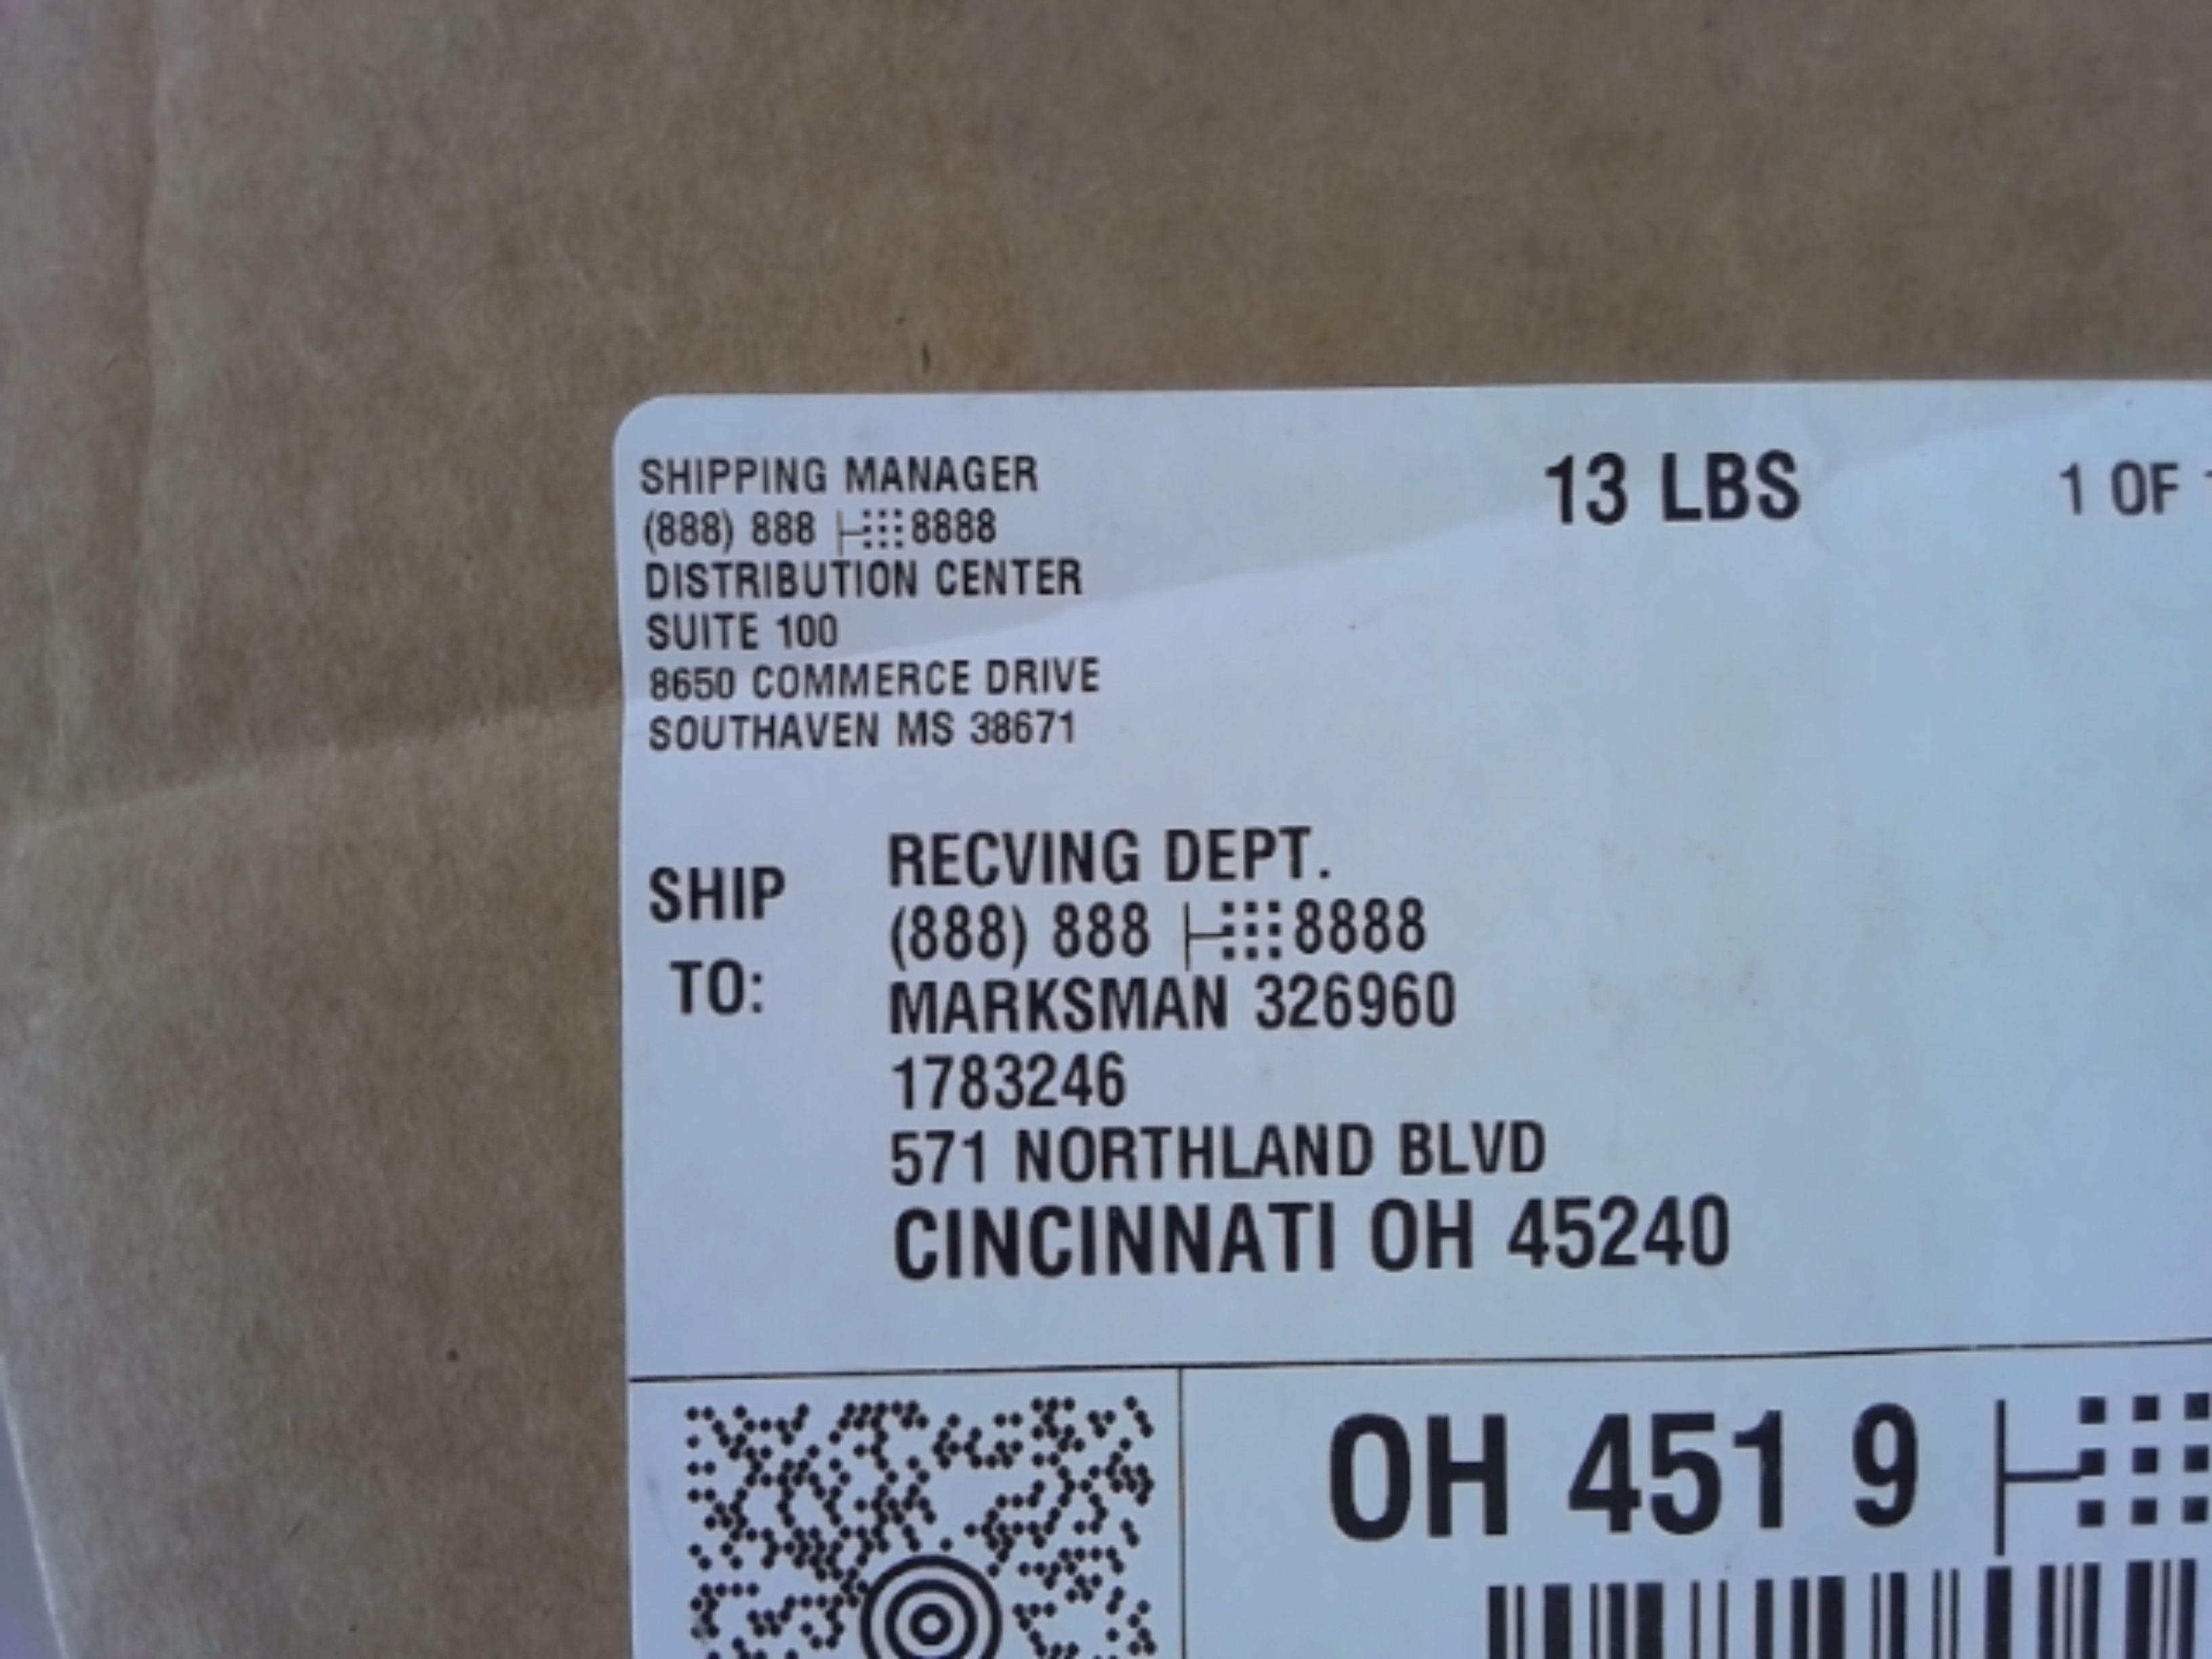 SHIPPING MANAGER
(888) 888 8888
DISTRIBUTION CENTER
SUITE 100
8650 COMMERCE DRIVE
SOUTHAVEN MS 38671
13 LBS
1 OF
SHIP TO:
RECVING DEPT.
(888) 888 8888
MARKSMAN 326960
1783246
571 NORTHLAND BLVD
CINCINNATI OH 45240
OH 451 9